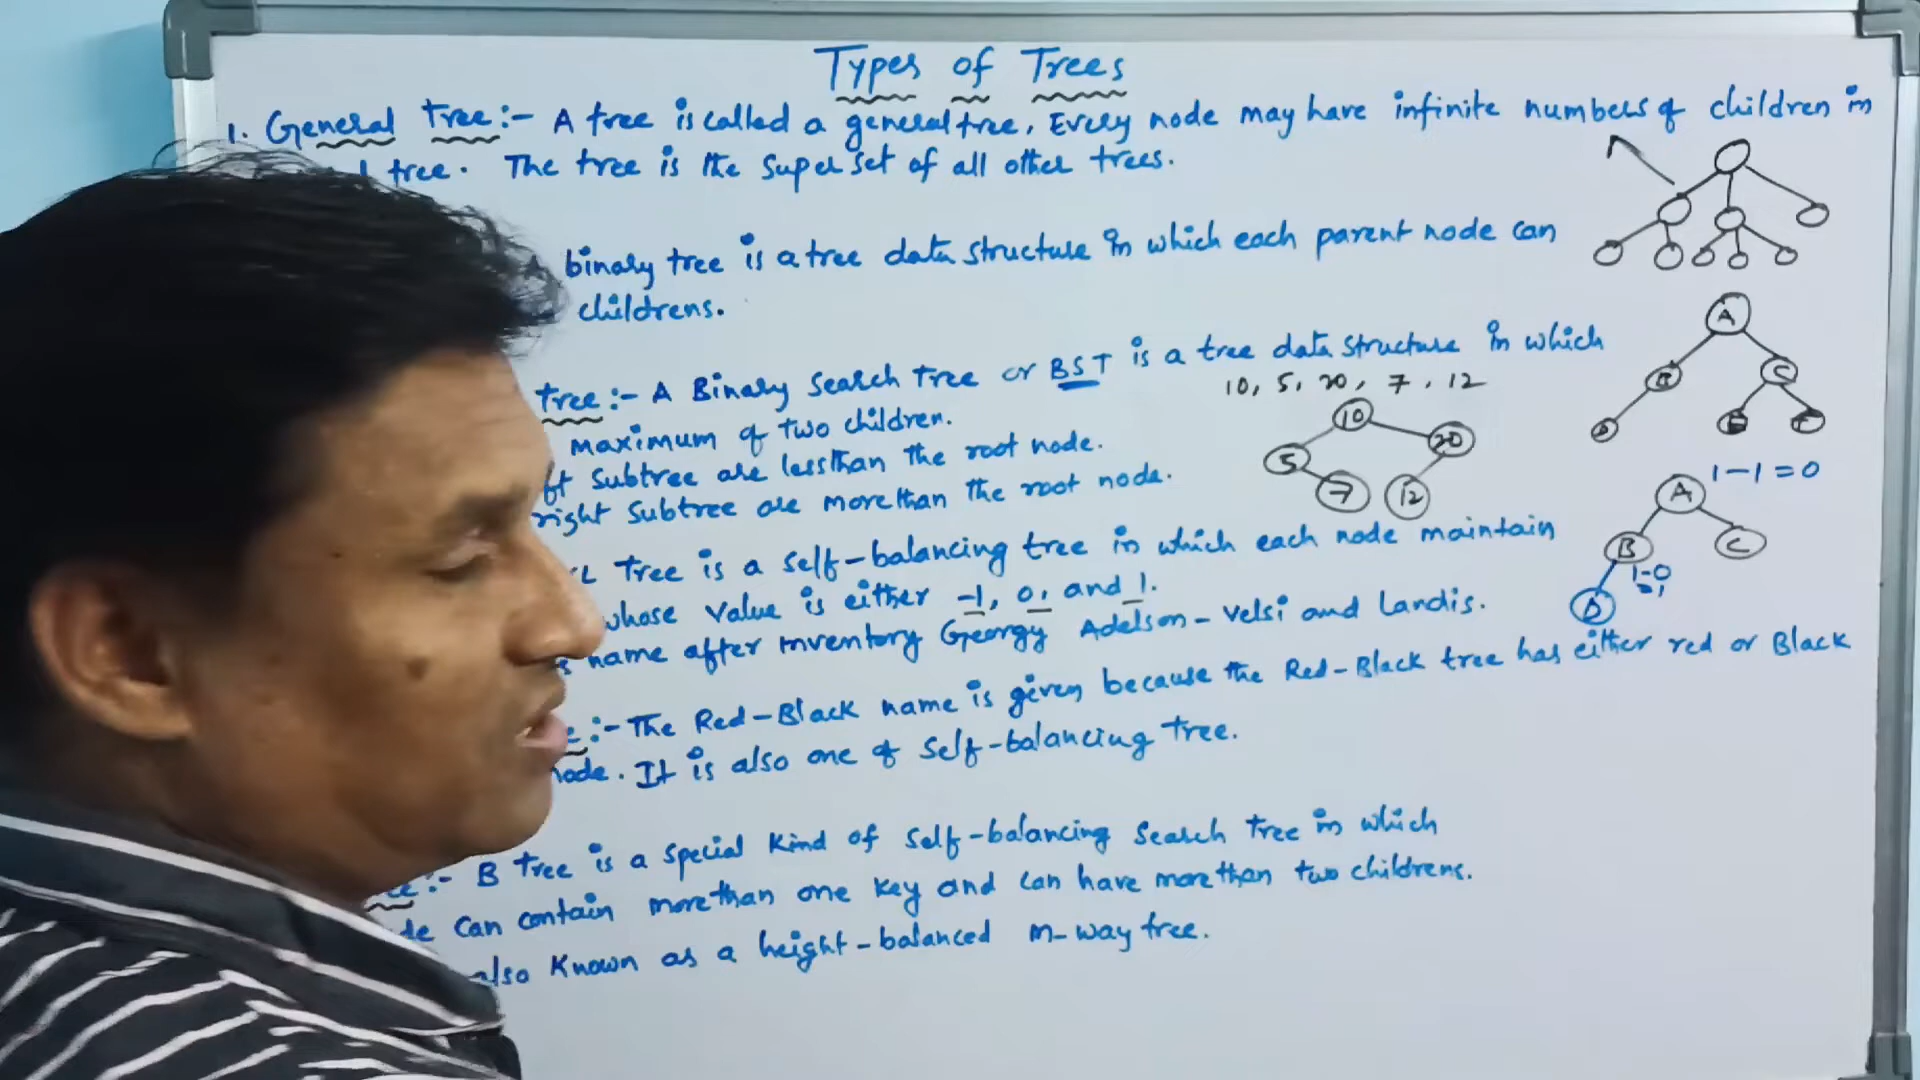 Types of Trees
1. General Tree :- A tree is called a general tree, Every node may have infinite numbers of children in
tree. The tree is the super set of all other trees.
binary tree is a tree data structure in which each parent node can
childrens.
Tree :- A Binary Search Tree or BST is a tree data structure in which
10, 5, 20, 7, 12
maximum of two children.
subtree are lessthan the root node.
right subtree are morethan the root node.
10
5
20
7
12
A
C
D
Tree is a self-balancing tree in which each node maintain
whose value is either -1, 0, and 1.
name after inventory Georgy Adelson-Velsi and Landis.
A
1-1=0
B
C
1-0
D
:- The Red-Black name is given because the Red-Black tree has either red or Black
node. It is also one of self-balancing Tree.
:- B Tree is a special kind of self-balancing search tree in which
can contain morethan one key and can have morethan two childrens.
also known as a height-balanced m-way tree.